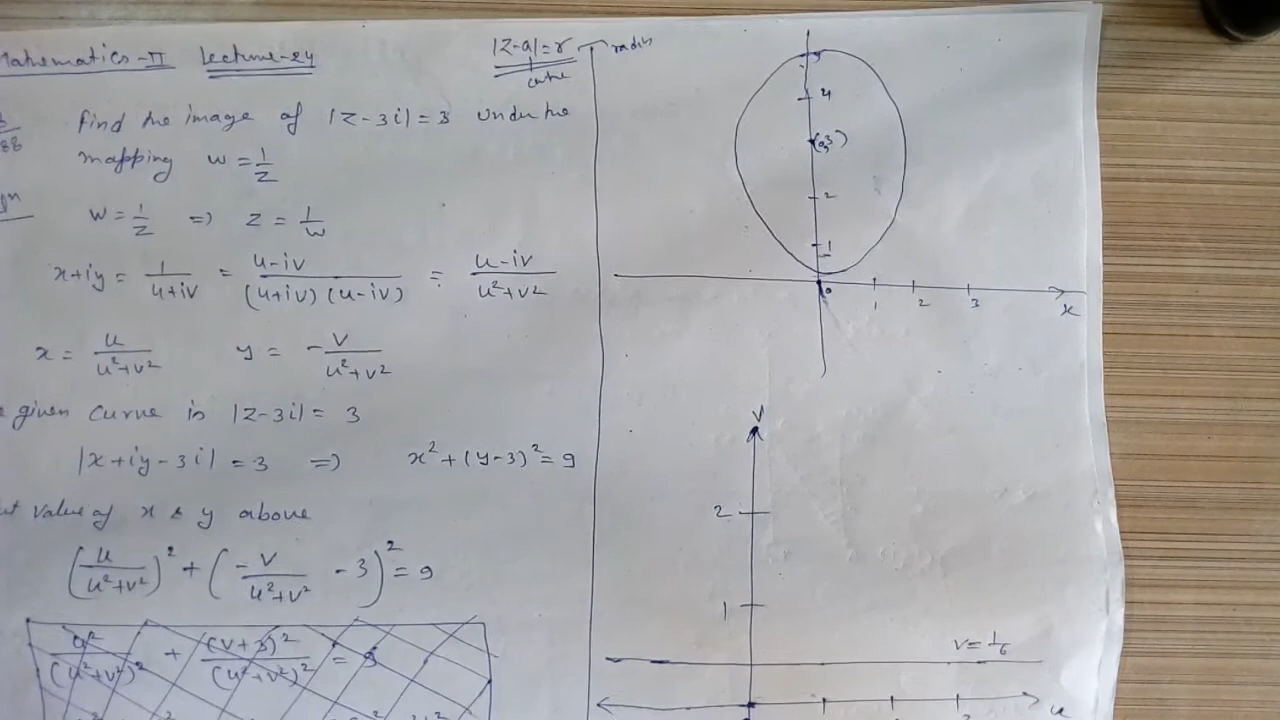 Mathematics-II Lecture-24
|z-a|=r radius
centre
88
find the image of |z-3i|=3 under the
mapping w=1/z
w=1/z => z=1/w
x+iy = 1/(u+iv) = (u-iv)/((u+iv)(u-iv)) = (u-iv)/(u²+v²)
x = u/(u²+v²) y = -v/(u²+v²)
given curve is |z-3i|=3
|x+iy-3i|=3 => x²+(y-3)²=9
value of x & y above
(u/(u²+v²))² + (-v/(u²+v²) -3)² = 9
4
(0,3)
2
1
0 1 2 3
x
v
2
1
v=1/6
u